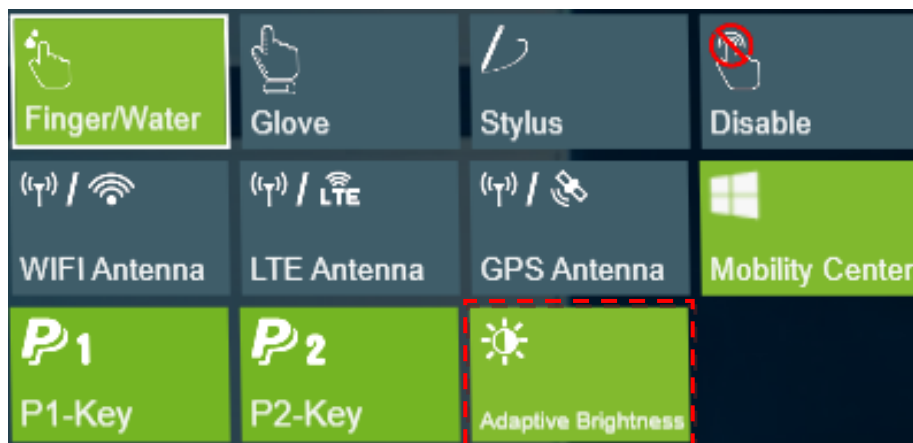 Finger/Water
Glove
Stylus
Disable
LTE
WIFI Antenna
LTE Antenna
GPS Antenna
Mobility Center
P1
P2
P1-Key
P2-Key
Adaptive Brightness